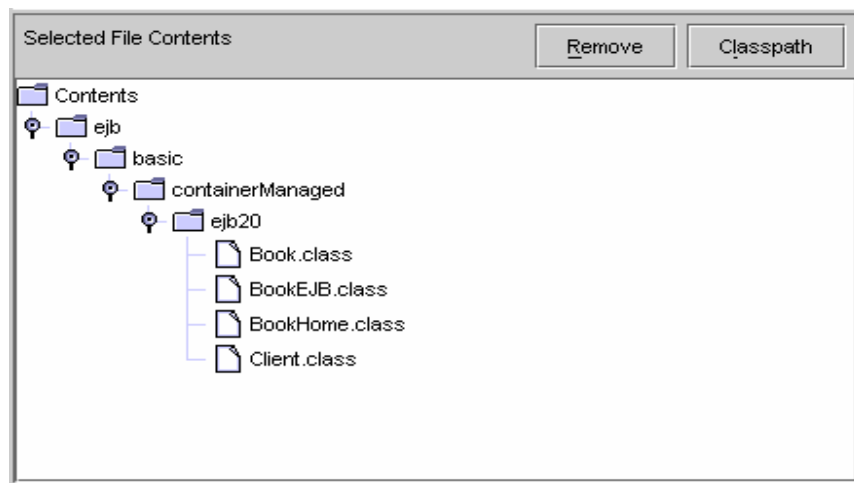 Selected File Contents Remove Classpath
Contents
ejb
basic
containerManaged
ejb20
Book.class
BookEJB.class
BookHome.class
Client.class